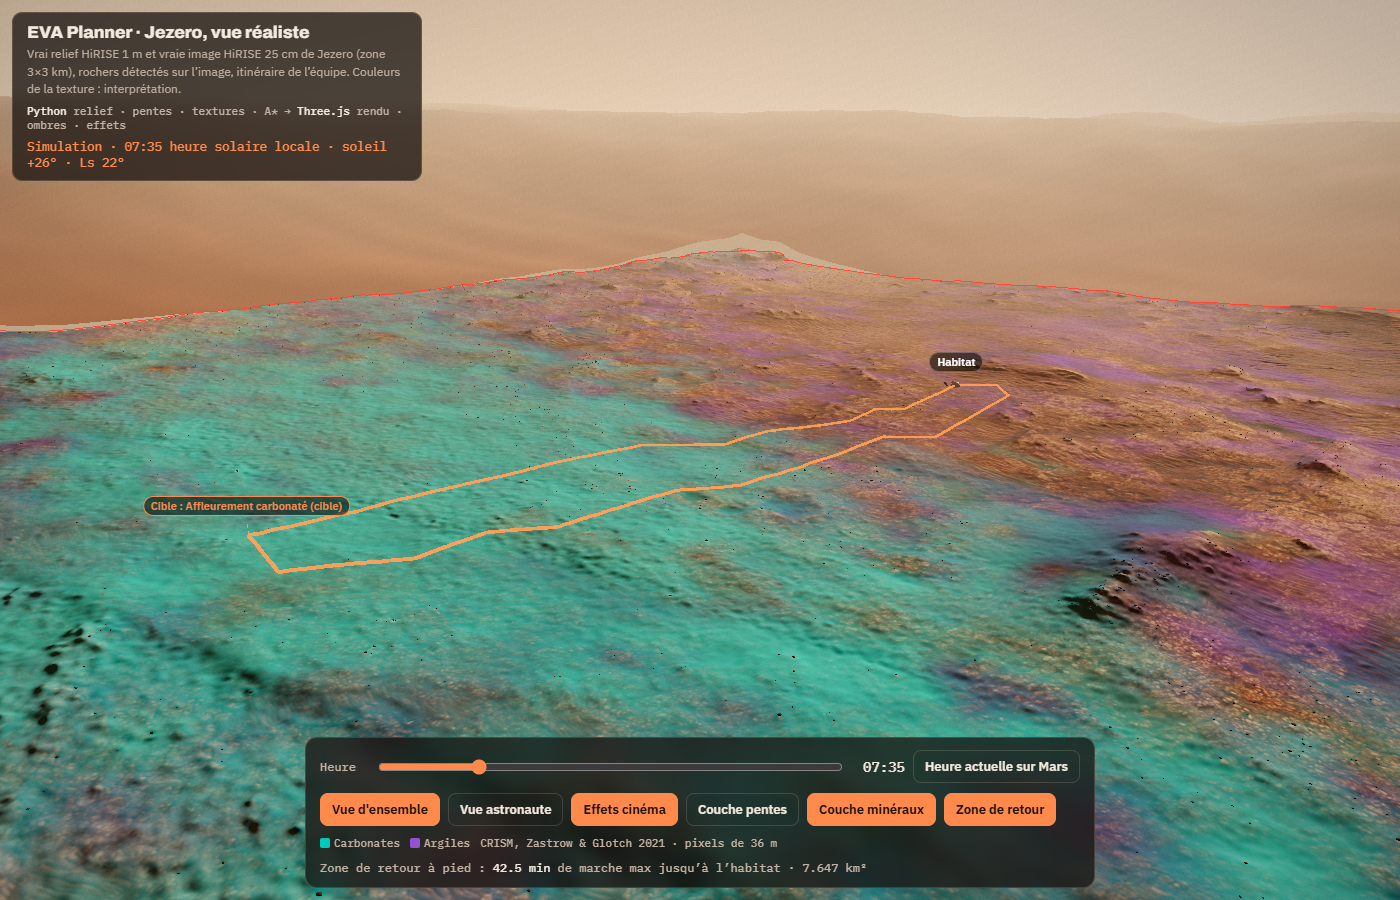 EVA Planner · Jezero, vue réaliste
Vrai relief HiRISE 1 m et vraie image HiRISE 25 cm de Jezero (zone
3×3 km), rochers détectés sur l’image, itinéraire de l’équipe. Couleurs
de la texture : interprétation.
Python relief · pentes · textures · A* → Three.js rendu ·
ombres · effets
Simulation · 07:35 heure solaire locale · soleil
+26° · Ls 22°
Habitat
Cible : Affleurement carbonaté (cible)
Heure 07:35 Heure actuelle sur Mars
Vue d'ensemble Vue astronaute Effets cinéma Couche pentes Couche minéraux Zone de retour
Carbonates Argiles CRISM, Zastrow & Glotch 2021 · pixels de 36 m
Zone de retour à pied : 42.5 min de marche max jusqu’à l’habitat · 7.647 km²